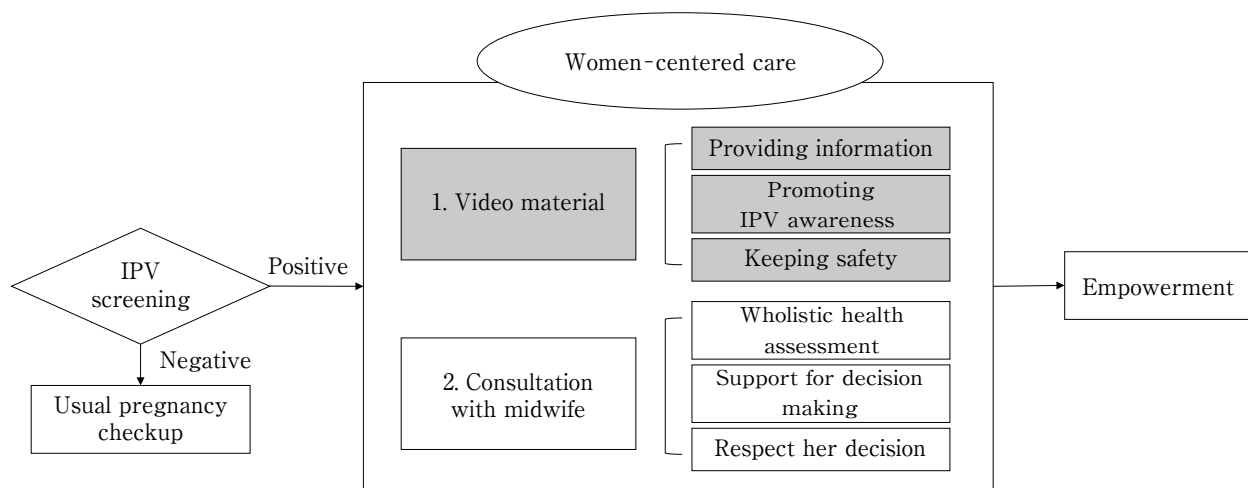 Women-centered care
1. Video material
Providing information
Promoting
IPV awareness
Keeping safety
IPV
screening
Positive
Negative
Usual pregnancy
checkup
2. Consultation
with midwife
Wholistic health
assessment
Support for decision
making
Respect her decision
Empowerment